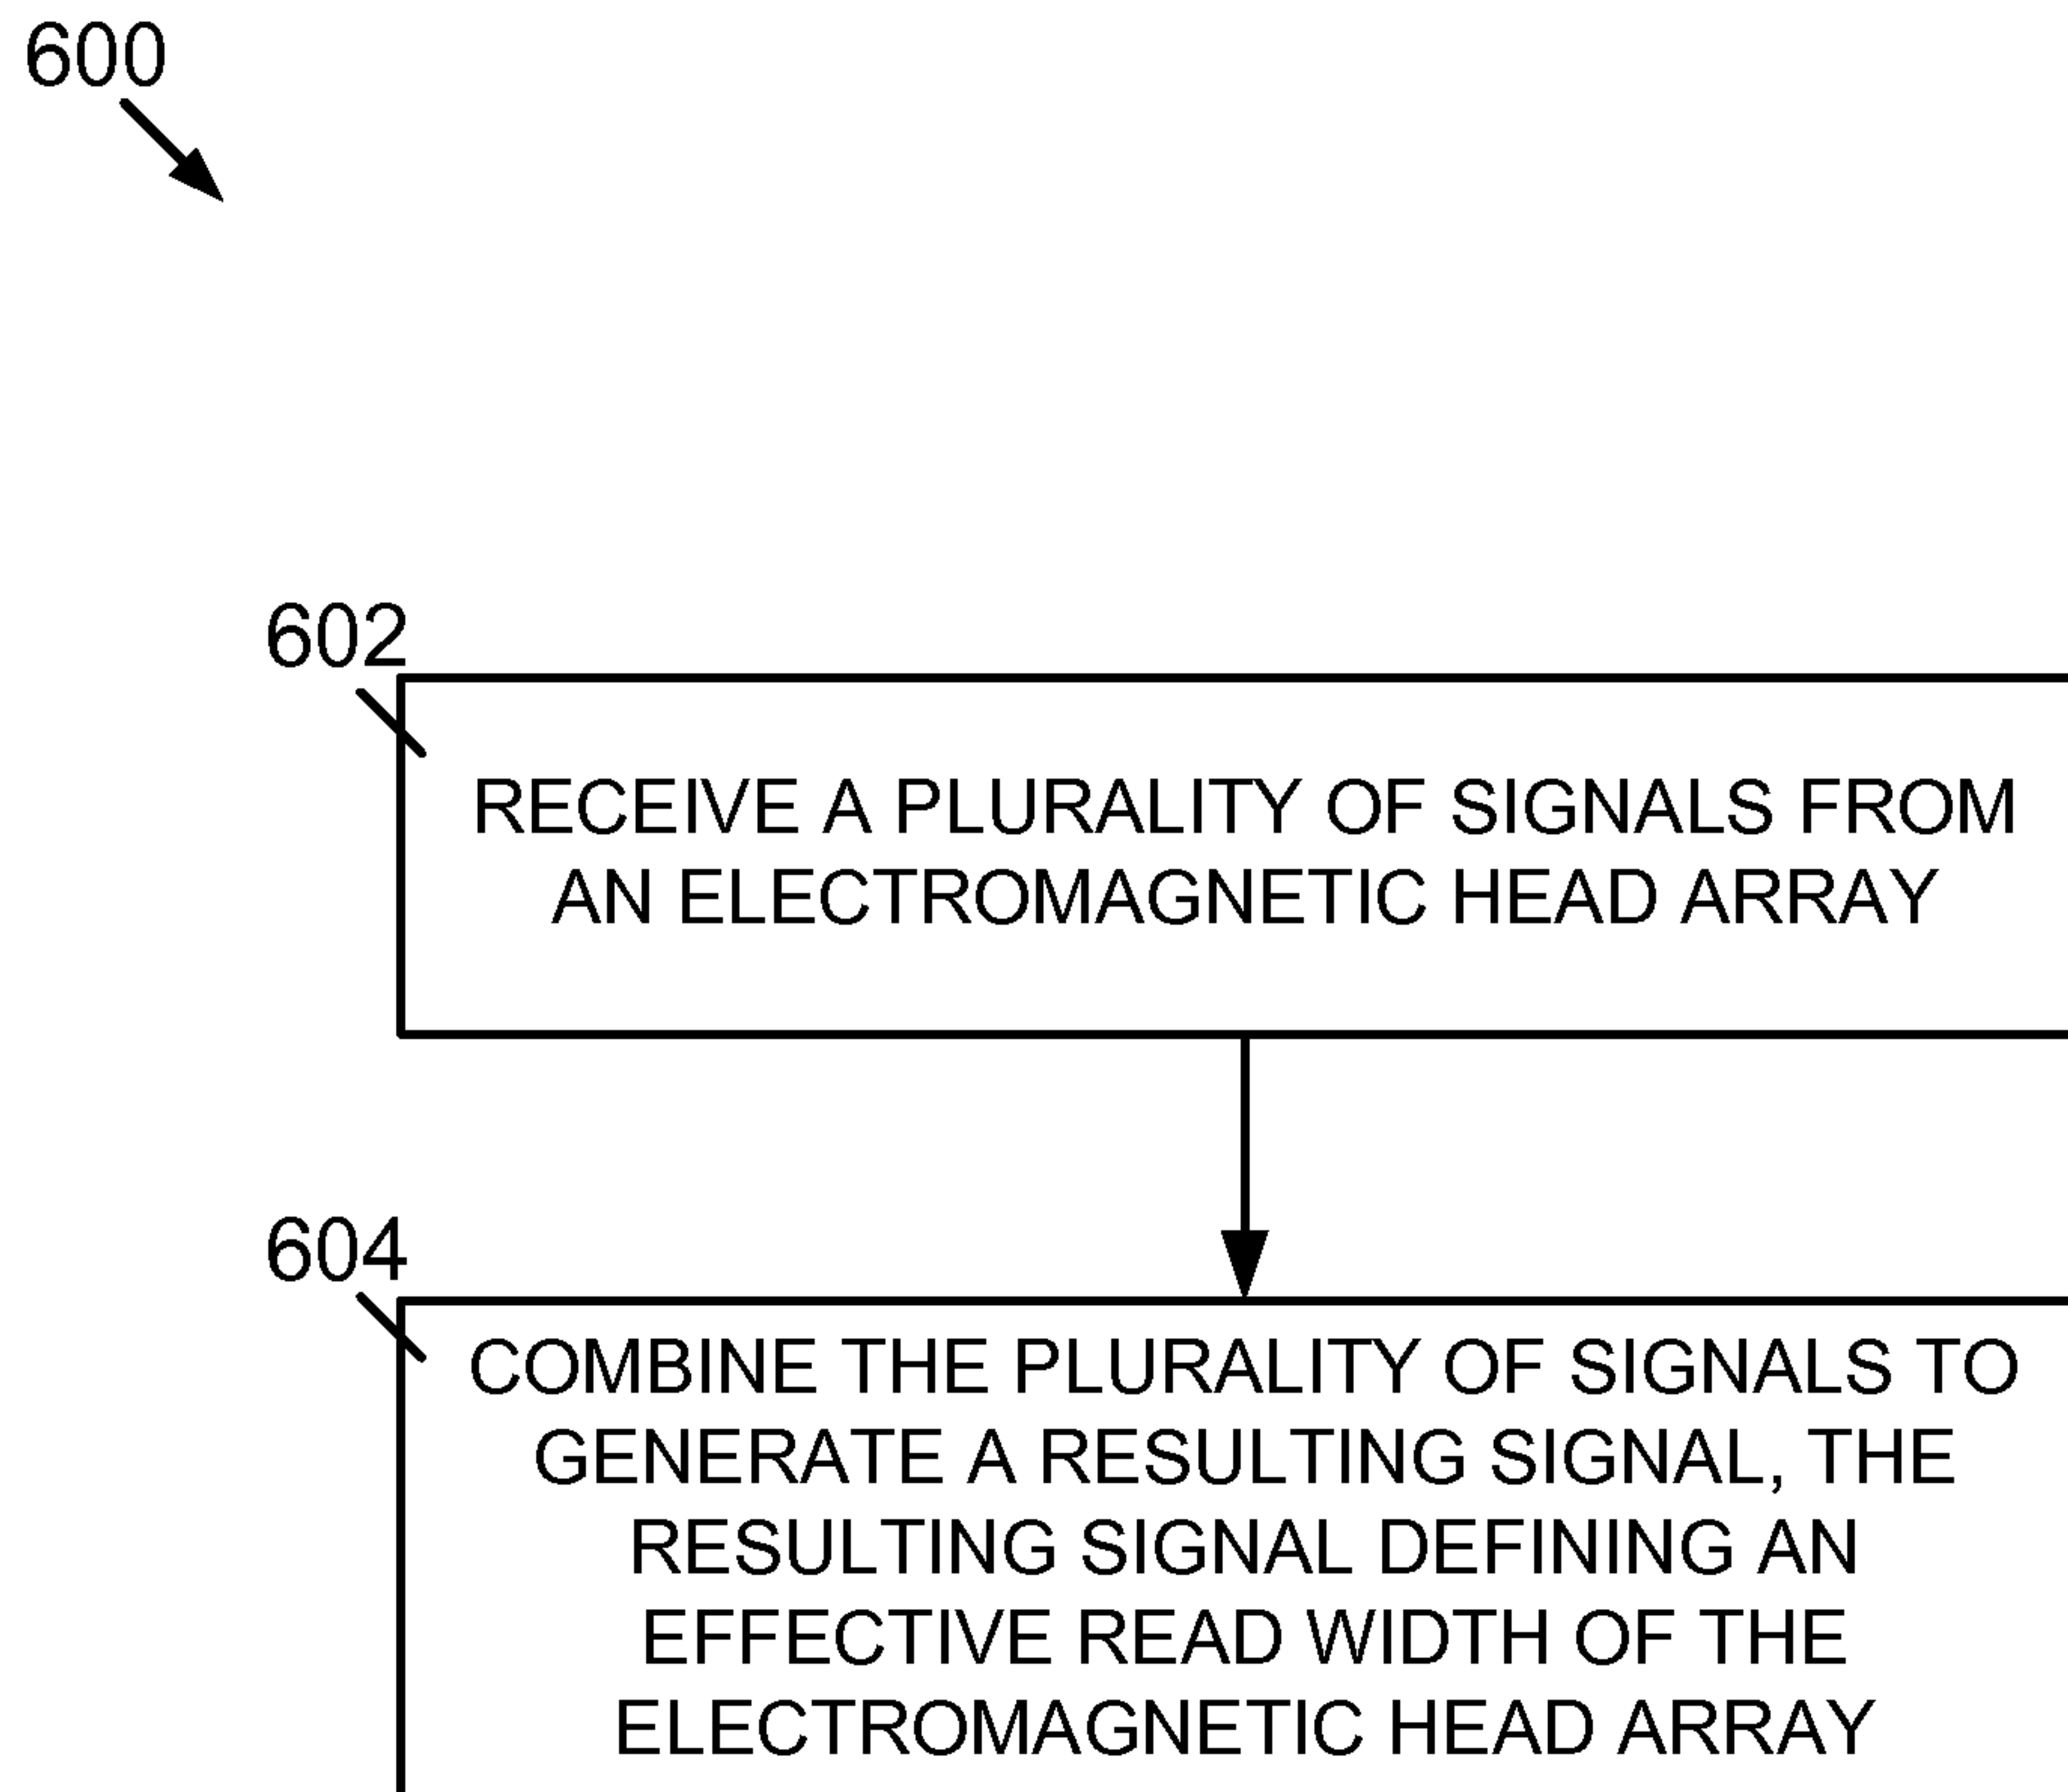 600
602
RECEIVE A PLURALITY OF SIGNALS FROM
AN ELECTROMAGNETIC HEAD ARRAY
604
COMBINE THE PLURALITY OF SIGNALS TO
GENERATE A RESULTING SIGNAL, THE
RESULTING SIGNAL DEFINING AN
EFFECTIVE READ WIDTH OF THE
ELECTROMAGNETIC HEAD ARRAY